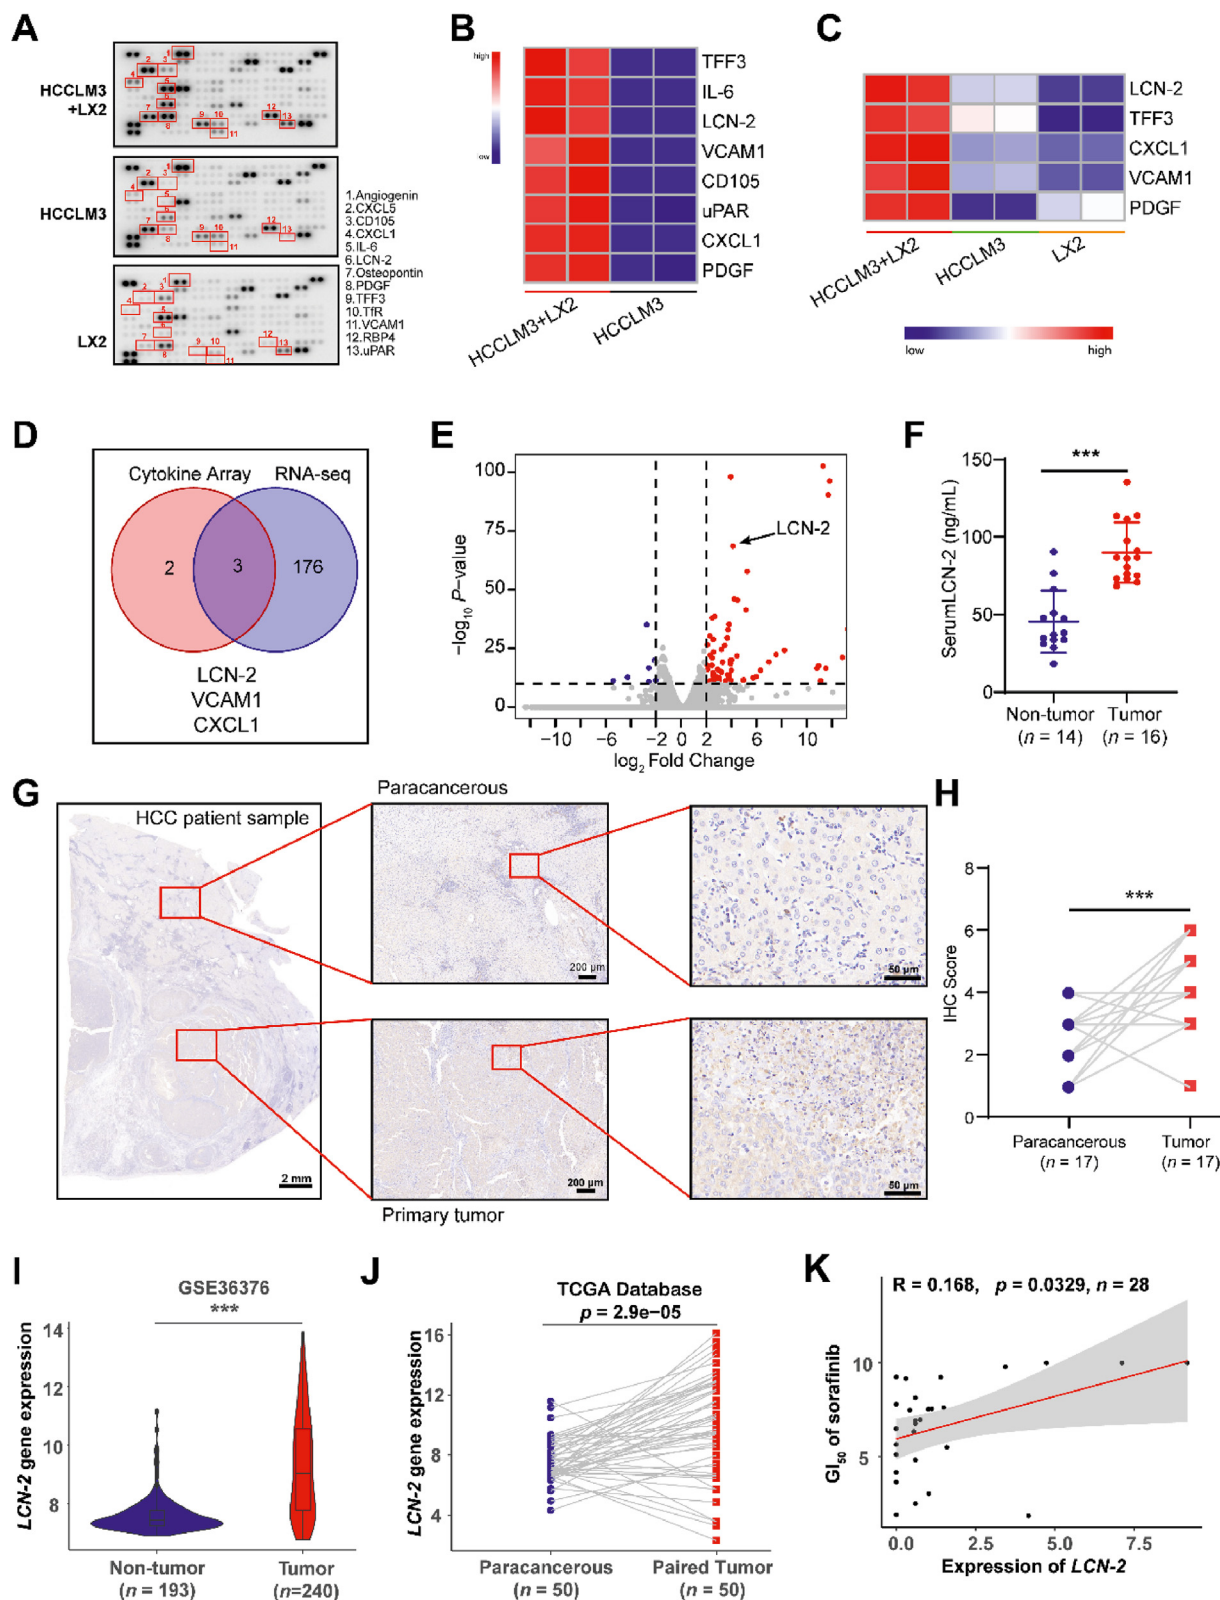 A
HCCLM3
+LX2
HCCLM3
LX2
1.Angiogenin
2.CXCL5
3.CD105
4.CXCL1
5.IL-6
6.LCN-2
7.Osteopontin
8.PDGF
9.TFF3
10.TfR
11.VCAM1
12.RBP4
13.uPAR
B
high
low
TFF3
IL-6
LCN-2
VCAM1
CD105
uPAR
CXCL1
PDGF
HCCLM3+LX2
HCCLM3
C
LCN-2
TFF3
CXCL1
VCAM1
PDGF
HCCLM3+LX2
HCCLM3
LX2
low
high
D
Cytokine Array
RNA-seq
2
3
176
LCN-2
VCAM1
CXCL1
E
−log10 P−value
100
75
50
25
0
LCN-2
−10
−6
−2
0
2
6
10
log2 Fold Change
F
SerumLCN-2 (ng/mL)
150
100
50
0
***
Non-tumor
(n = 14)
Tumor
(n = 16)
G
HCC patient sample
2 mm
Paracancerous
200 µm
50 µm
200 µm
50 µm
Primary tumor
H
IHC Score
8
6
4
2
0
***
Paracancerous
(n = 17)
Tumor
(n = 17)
I
GSE36376
***
LCN-2 gene expression
14
12
10
8
Non-tumor
(n = 193)
Tumor
(n=240)
J
TCGA Database
p = 2.9e−05
LCN-2 gene expression
16
12
8
4
Paracancerous
(n = 50)
Paired Tumor
(n = 50)
K
R = 0.168, p = 0.0329, n = 28
GI50 of sorafinib
10
5
0.0
2.5
5.0
7.5
Expression of LCN-2